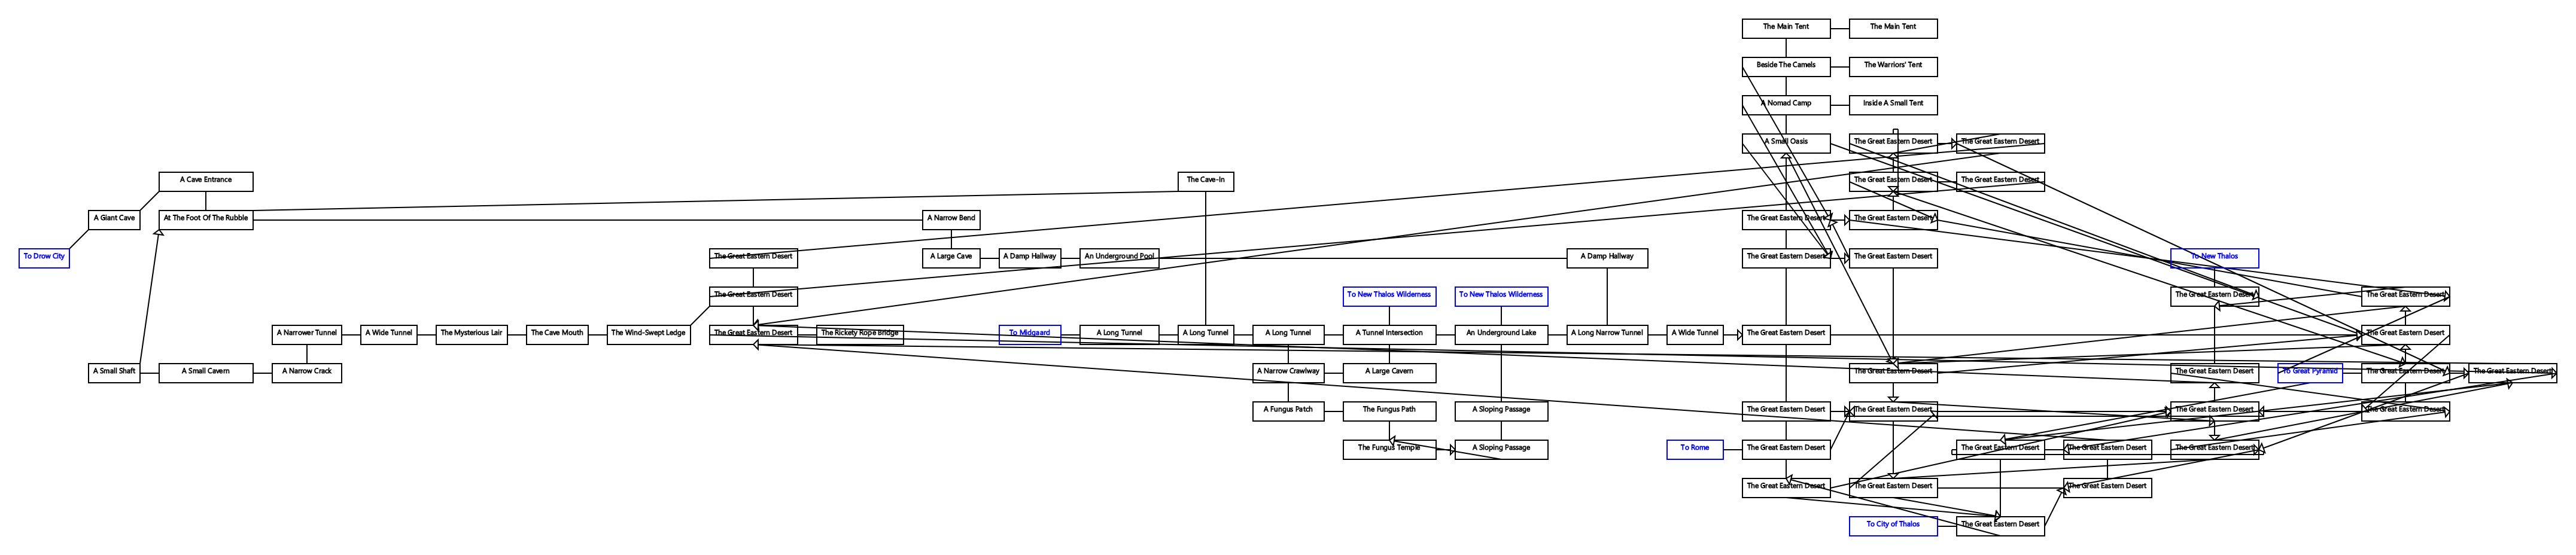 The Main Tent
The Main Tent
Beside The Camels
The Warriors' Tent
A Nomad Camp
Inside A Small Tent
A Small Oasis
The Great Eastern Desert
The Great Eastern Desert
A Cave Entrance
The Cave-In
The Great Eastern Desert
The Great Eastern Desert
A Giant Cave
At The Foot Of The Rubble
A Narrow Bend
The Great Eastern Desert
The Great Eastern Desert
To Drow City
The Great Eastern Desert
A Large Cave
A Damp Hallway
An Underground Pool
A Damp Hallway
The Great Eastern Desert
The Great Eastern Desert
To New Thalos
The Great Eastern Desert
To New Thalos Wilderness
To New Thalos Wilderness
The Great Eastern Desert
The Great Eastern Desert
A Narrower Tunnel
A Wide Tunnel
The Mysterious Lair
The Cave Mouth
The Wind-Swept Ledge
The Great Eastern Desert
The Rickety Rope Bridge
To Midgaard
A Long Tunnel
A Long Tunnel
A Long Tunnel
A Tunnel Intersection
An Underground Lake
A Long Narrow Tunnel
A Wide Tunnel
The Great Eastern Desert
The Great Eastern Desert
A Small Shaft
A Small Cavern
A Narrow Crack
A Narrow Crawlway
A Large Cavern
The Great Eastern Desert
The Great Eastern Desert
To Great Pyramid
The Great Eastern Desert
The Great Eastern Desert
A Fungus Patch
The Fungus Path
A Sloping Passage
The Great Eastern Desert
The Great Eastern Desert
The Great Eastern Desert
The Great Eastern Desert
The Fungus Temple
A Sloping Passage
To Rome
The Great Eastern Desert
The Great Eastern Desert
The Great Eastern Desert
The Great Eastern Desert
The Great Eastern Desert
The Great Eastern Desert
The Great Eastern Desert
To City of Thalos
The Great Eastern Desert